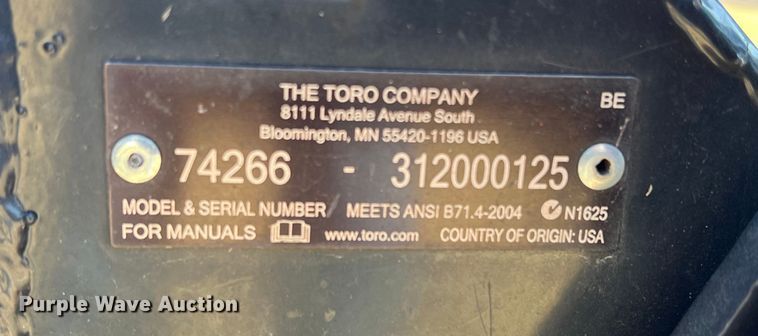 THE TORO COMPANY
BE
8111 Lyndale Avenue South
Bloomington, MN 55420-1196 USA
74266 - 312000125
MODEL & SERIAL NUMBER MEETS ANSI B71.4-2004 N1625
FOR MANUALS www.toro.com COUNTRY OF ORIGIN: USA
Purple Wave Auction